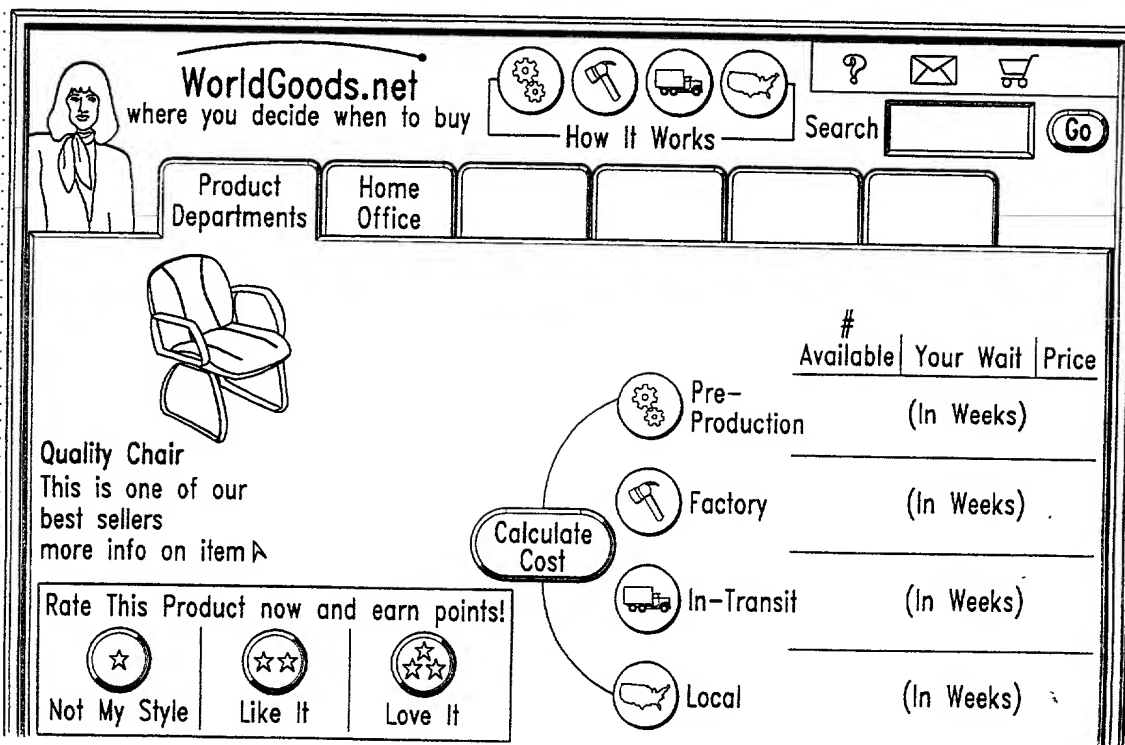 WorldGoods.net
where you decide when to buy
How It Works
?
Search
Go
Product
Departments
Home
Office
#
Available Your Wait Price
Pre-
Production
(In Weeks)
Factory
(In Weeks)
In-Transit
(In Weeks)
Local
(In Weeks)
Calculate
Cost
Quality Chair
This is one of our
best sellers
more info on item
Rate This Product now and earn points!
Not My Style
Like It
Love It